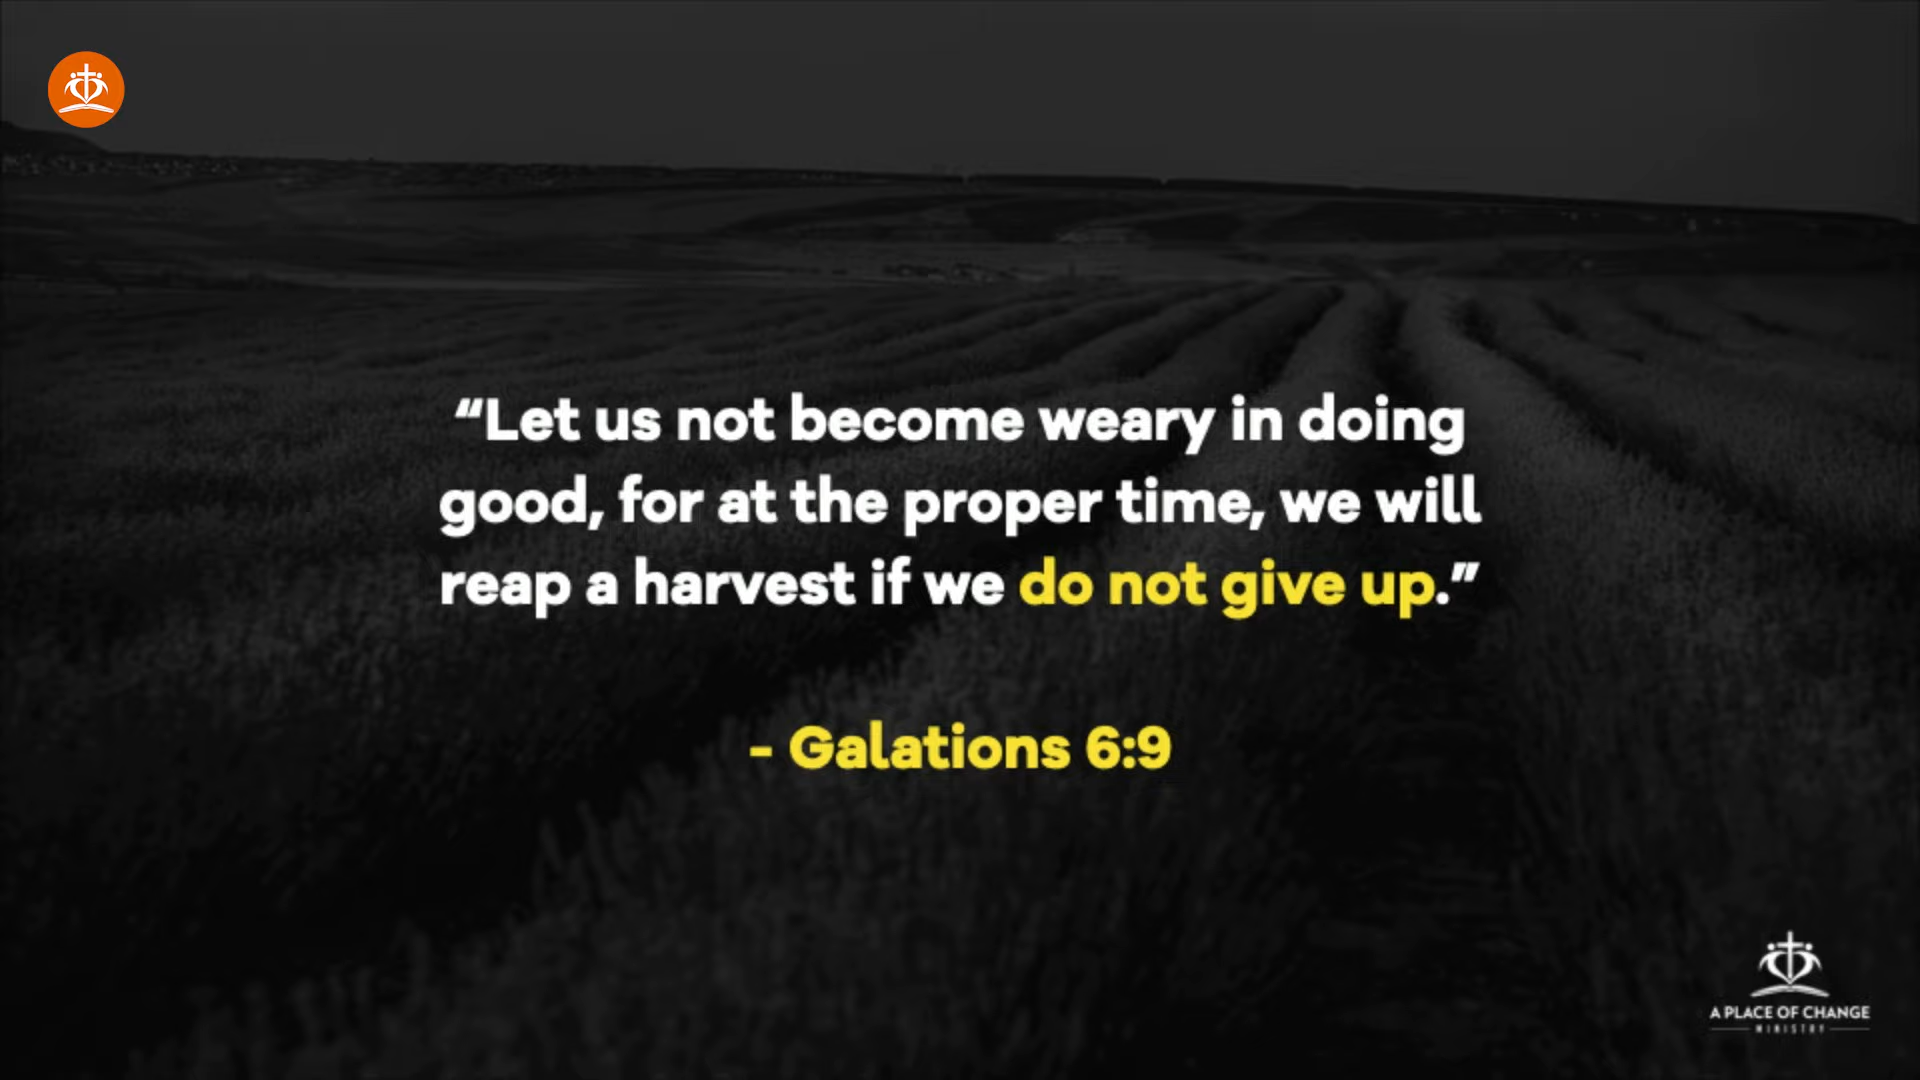 “Let us not become weary in doing
good, for at the proper time, we will
reap a harvest if we do not give up.”
- Galations 6:9
A PLACE OF CHANGE
MINISTRY